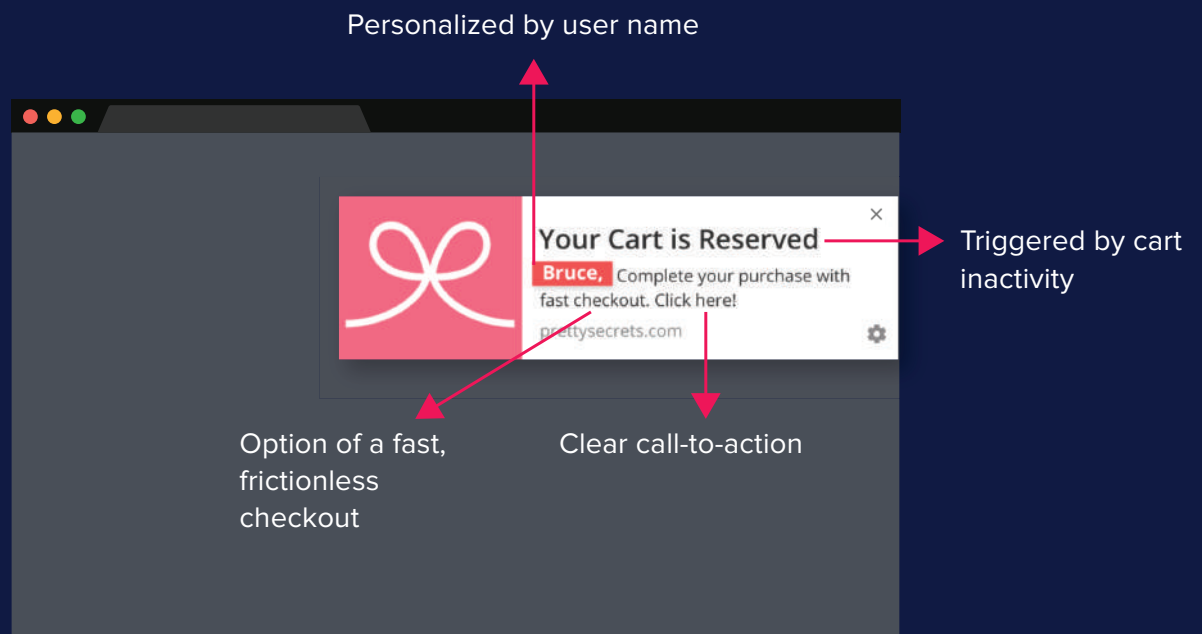 Personalized by user name
Your Cart is Reserved
Bruce, Complete your purchase with
fast checkout. Click here!
prettysecrets.com
Triggered by cart
inactivity
Option of a fast,
frictionless
checkout
Clear call-to-action